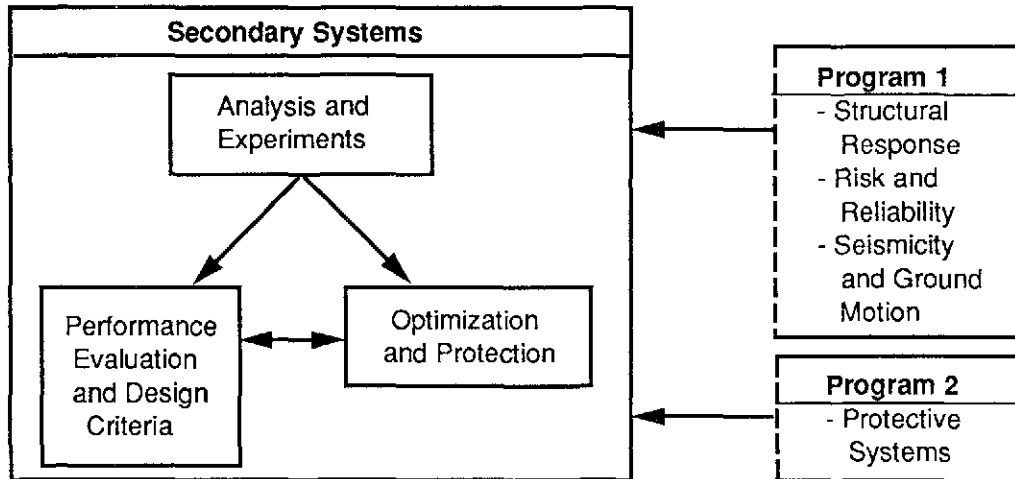 Secondary Systems
Analysis and
Experiments
Performance
Evaluation
and Design
Criteria
Optimization
and Protection
Program 1
- Structural
Response
- Risk and
Reliability
- Seismicity
and Ground
Motion
Program 2
- Protective
Systems